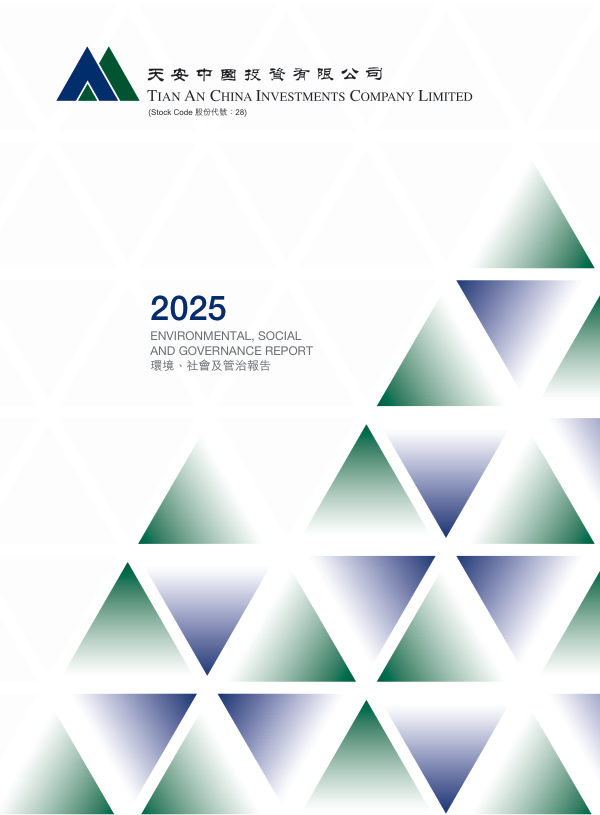 天安中國投資有限公司
TIAN AN CHINA INVESTMENTS COMPANY LIMITED
(Stock Code 股份代號：28)
2025
ENVIRONMENTAL, SOCIAL
AND GOVERNANCE REPORT
環境、社會及管治報告